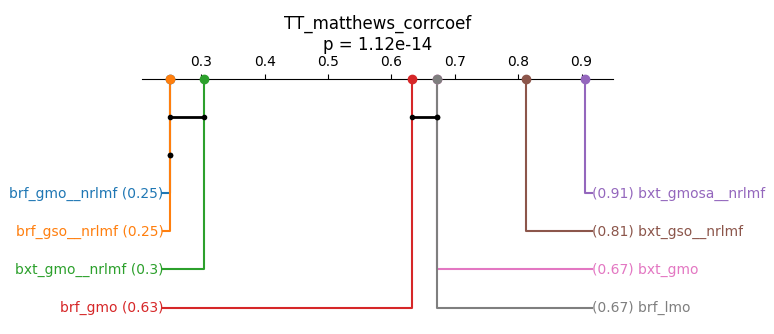 TT_matthews_corrcoef
p = 1.12e-14
0.3 0.4 0.5 0.6 0.7 0.8 0.9
brf_gmo__nrlmf (0.25) (0.91) bxt_gmosa__nrlmf
brf_gso__nrlmf (0.25) (0.81) bxt_gso__nrlmf
bxt_gmo__nrlmf (0.3) (0.67) bxt_gmo
brf_gmo (0.63) (0.67) brf_lmo